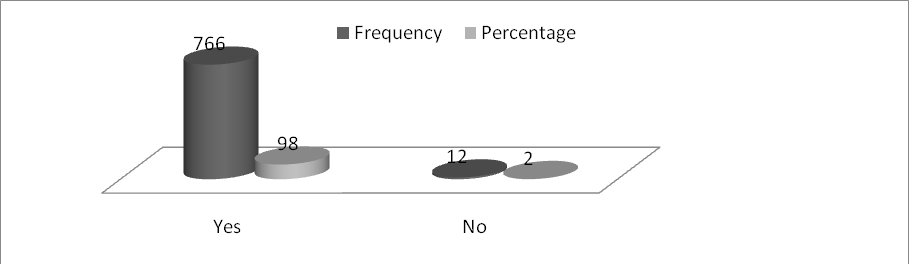 Frequency Percentage
766
98
12
2
Yes No